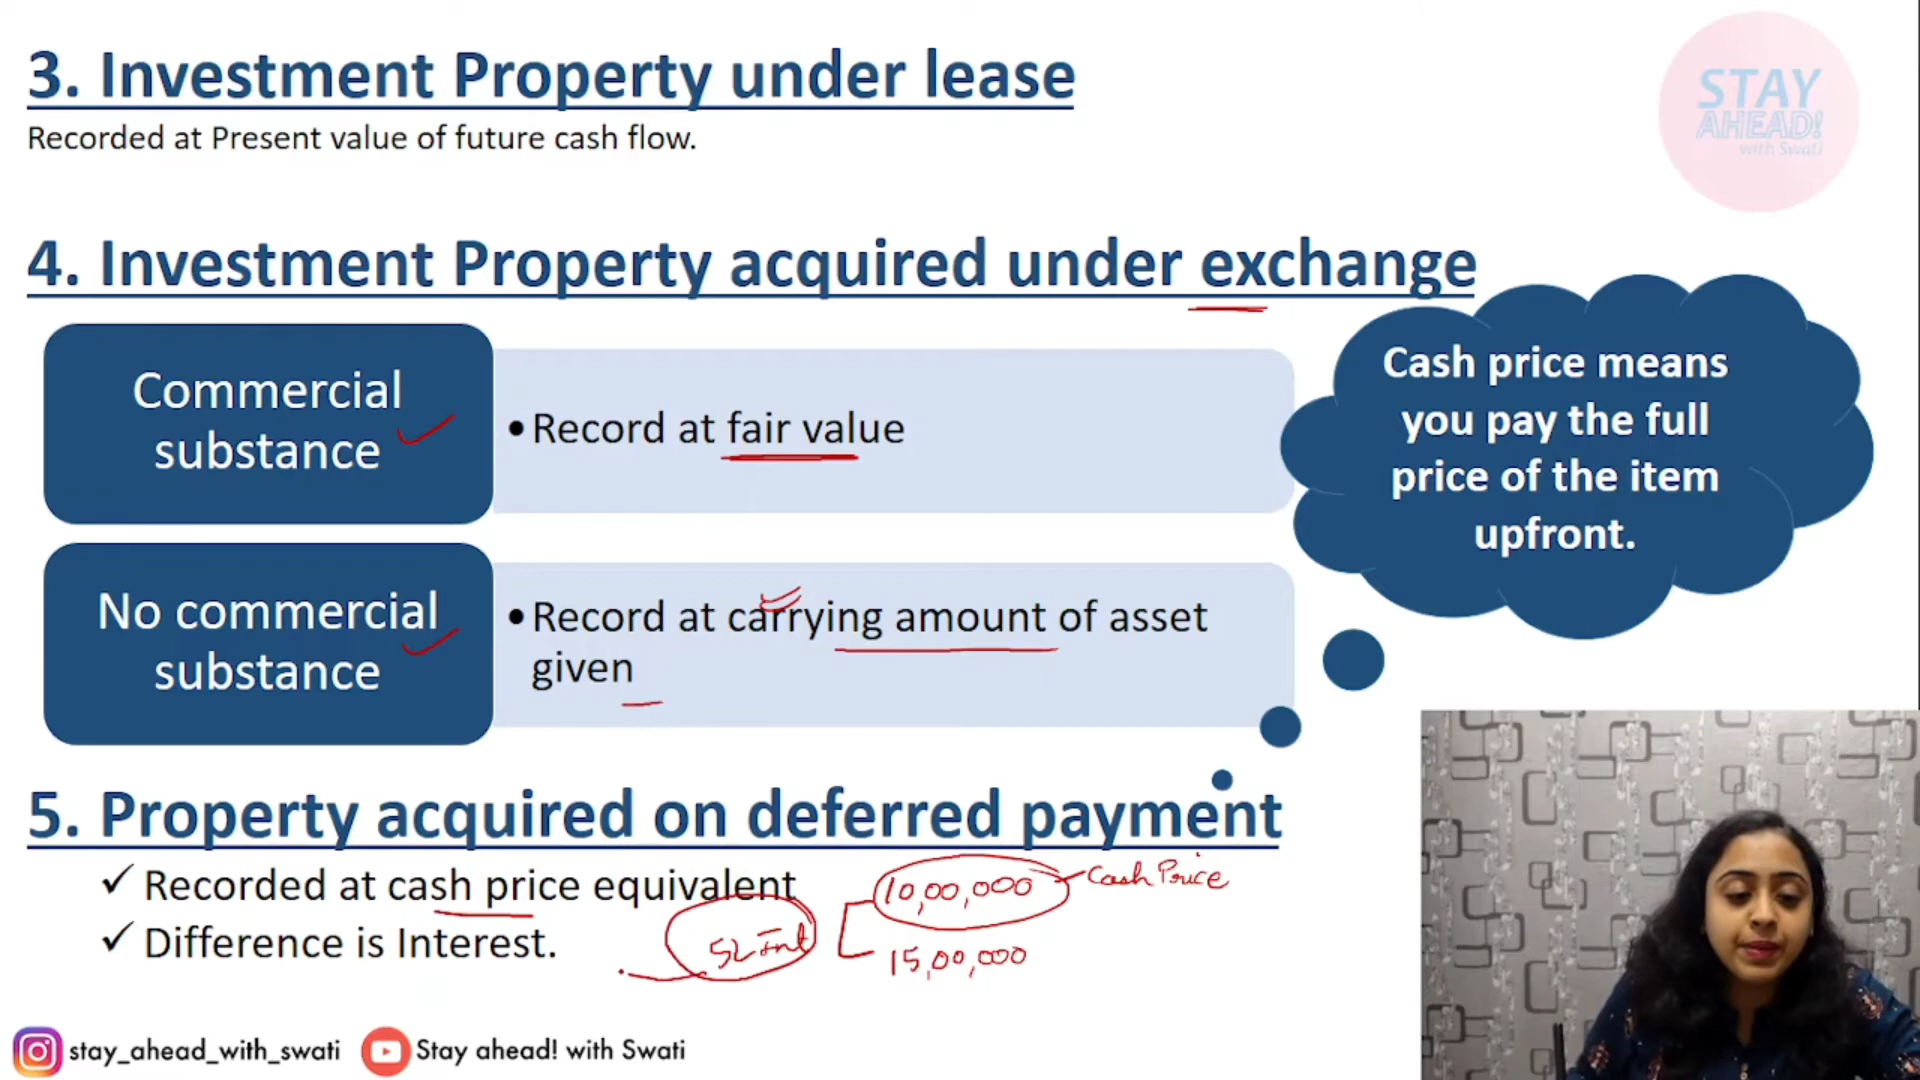 3. Investment Property under lease
Recorded at Present value of future cash flow.
STAY
AHEAD!
with Swati
4. Investment Property acquired under exchange
Commercial
substance
•Record at fair value
No commercial
substance
•Record at carrying amount of asset
given
Cash price means
you pay the full
price of the item
upfront.
5. Property acquired on deferred payment
✓ Recorded at cash price equivalent
10,00,000
Cash Price
✓ Difference is Interest.
5L Int
15,00,000
stay_ahead_with_swati
Stay ahead! with Swati